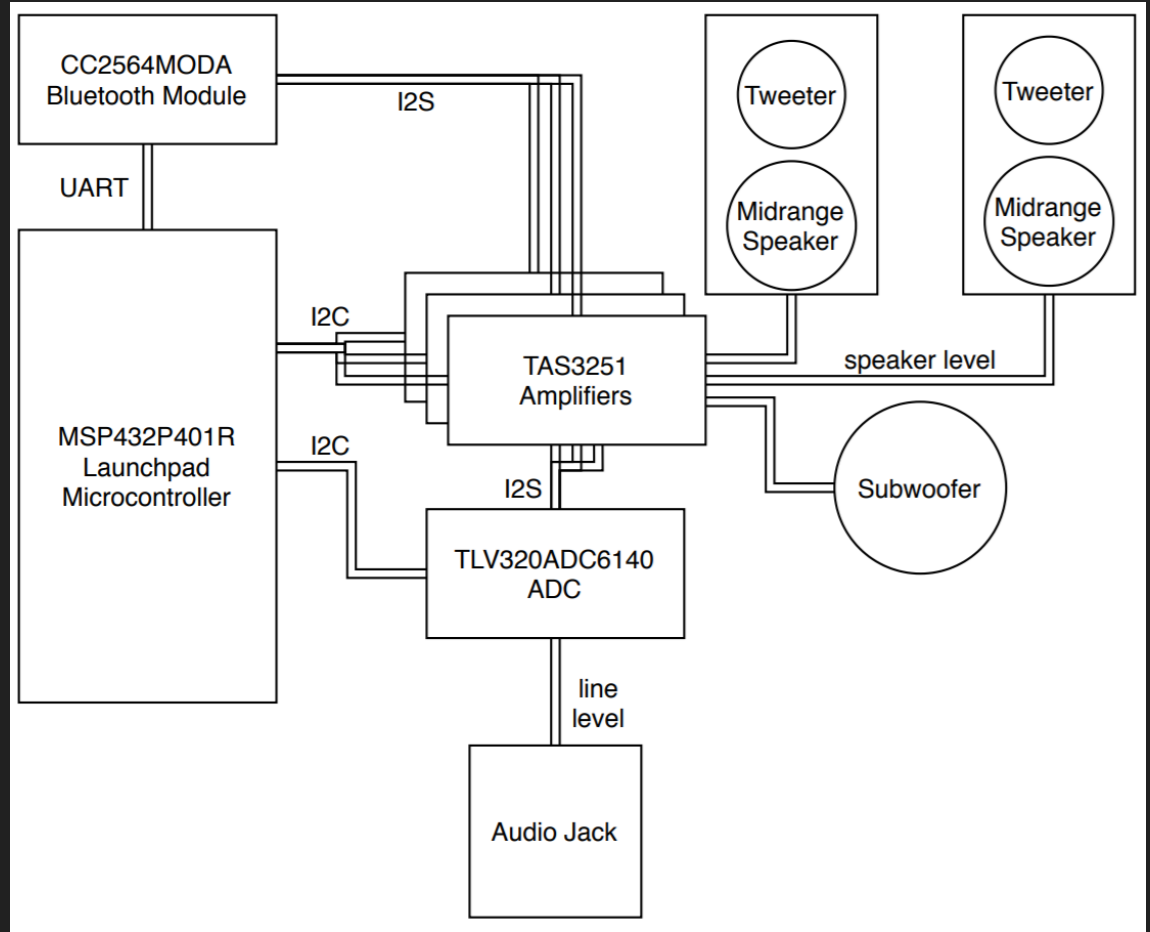 CC2564MODA
Bluetooth Module
I2S
Tweeter
Tweeter
UART
Midrange
Speaker
Midrange
Speaker
I2C
TAS3251
Amplifiers
speaker level
MSP432P401R
Launchpad
Microcontroller
I2C
I2S
Subwoofer
TLV320ADC6140
ADC
line
level
Audio Jack